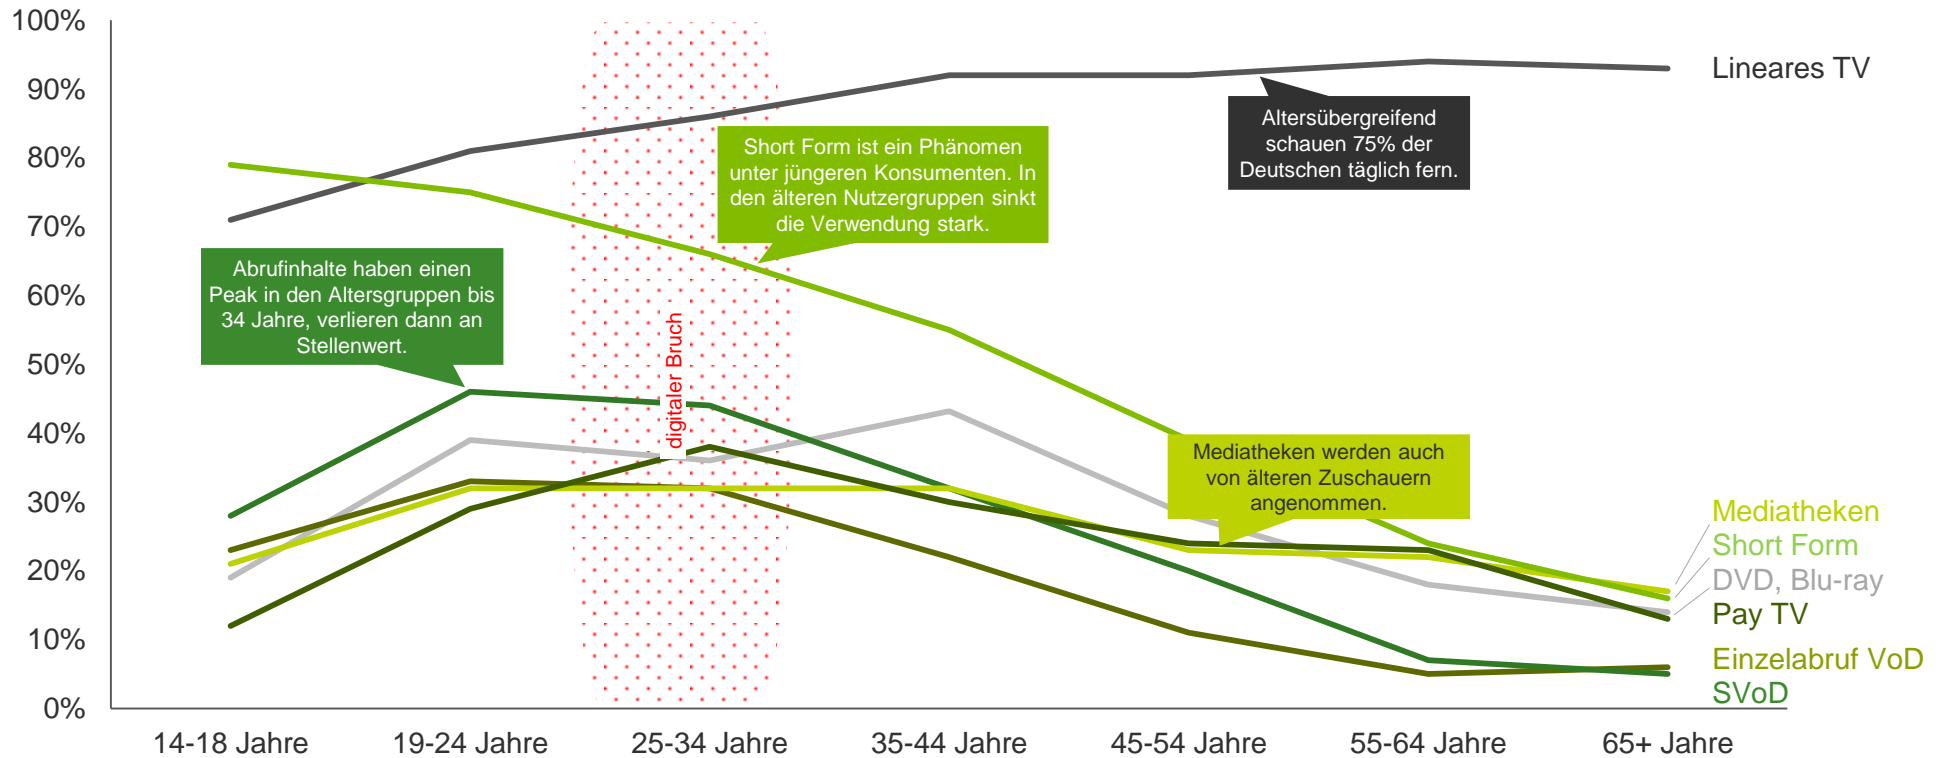 100%
90%
80%
70%
60%
50%
40%
30%
20%
10%
0%
Lineares TV
Altersübergreifend
schauen 75% der
Deutschen täglich fern.
Short Form ist ein Phänomen
unter jüngeren Konsumenten. In
den älteren Nutzergruppen sinkt
die Verwendung stark.
Abrufinhalte haben einen
Peak in den Altersgruppen bis
34 Jahre, verlieren dann an
Stellenwert.
digitaler Bruch
Mediatheken werden auch
von älteren Zuschauern
angenommen.
Mediatheken
Short Form
DVD, Blu-ray
Pay TV
Einzelabruf VoD
SVoD
14-18 Jahre
19-24 Jahre
25-34 Jahre
35-44 Jahre
45-54 Jahre
55-64 Jahre
65+ Jahre